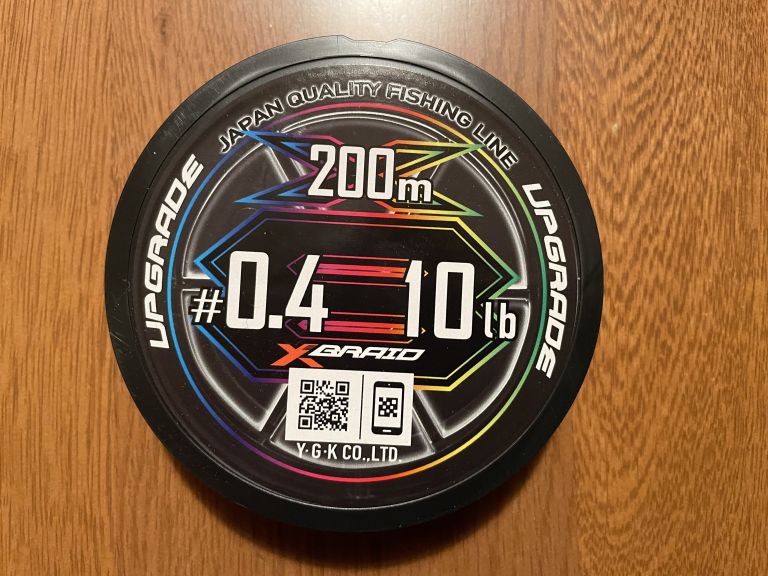 JAPAN QUALITY FISHING LINE
200m
UPGRADE
UPGRADE
#0.4 10lb
X BRAID
Y·G·K CO.,LTD.